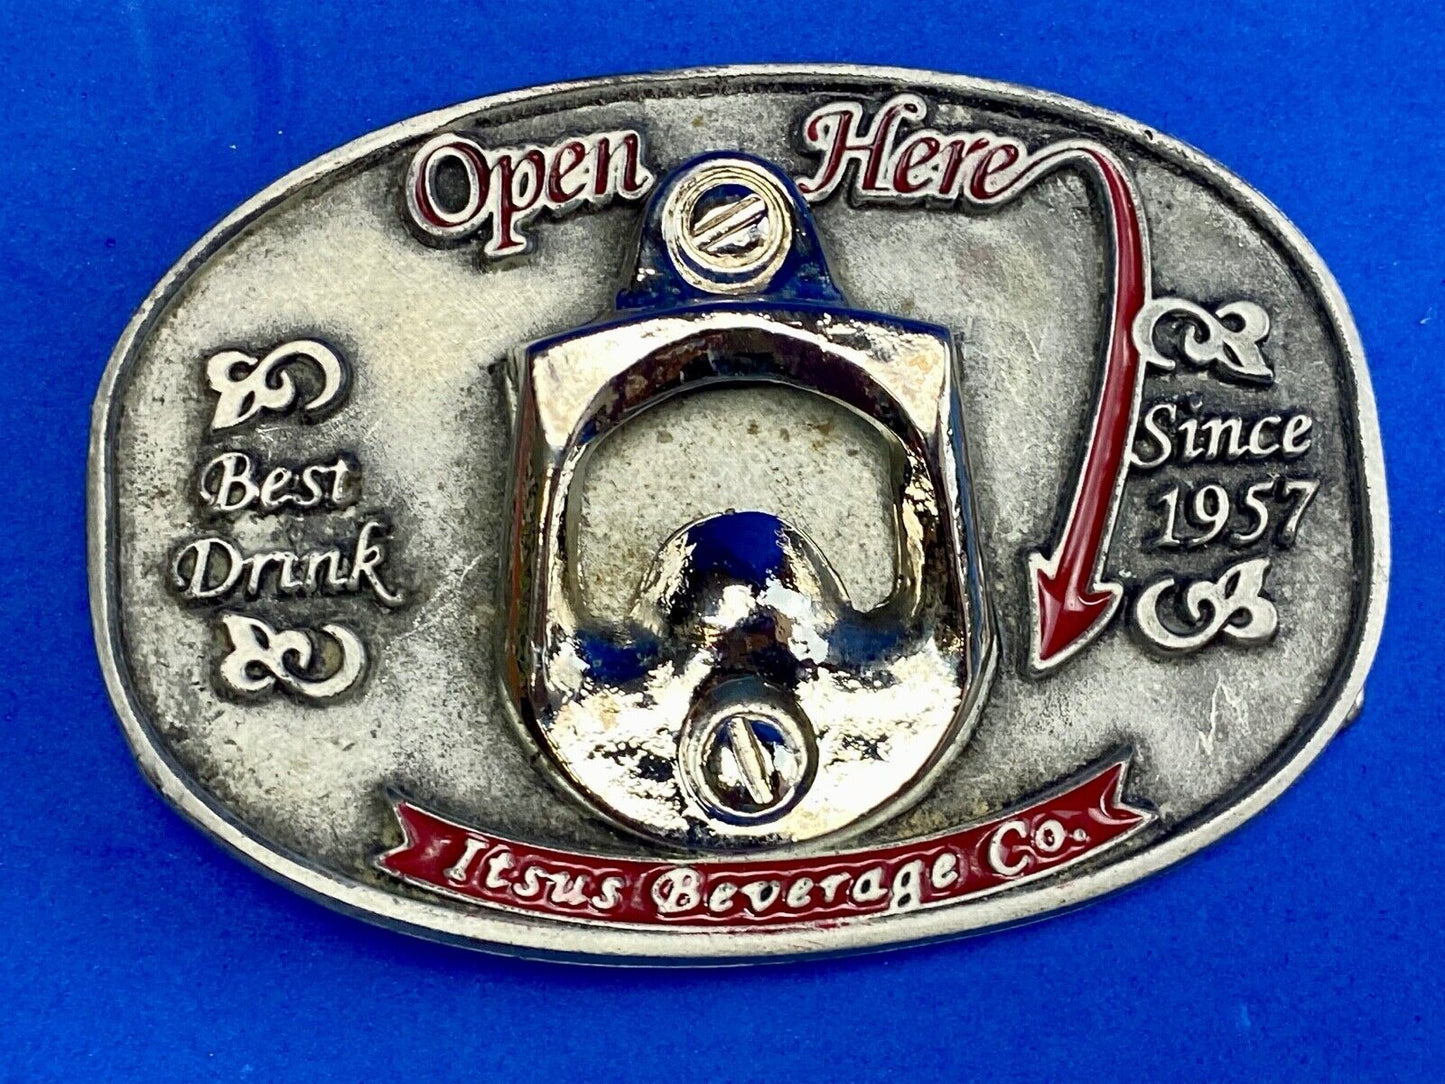 Open Here
Best
Drink
Since
1957
Itsus Beverage Co.